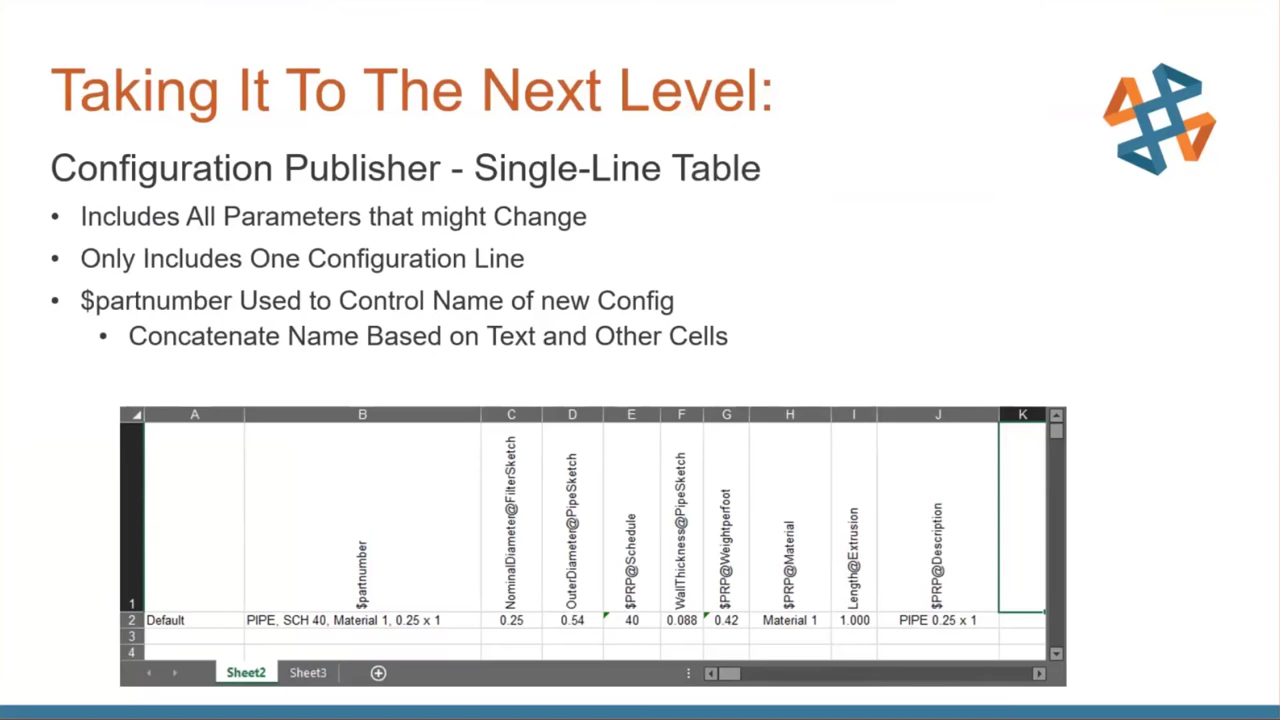 Taking It To The Next Level:
Configuration Publisher - Single-Line Table
• Includes All Parameters that might Change
• Only Includes One Configuration Line
• $partnumber Used to Control Name of new Config
• Concatenate Name Based on Text and Other Cells
A B C D E F G H I J K
1 $partnumber NominalDiameter@FilterSketch OuterDiameter@PipeSketch $PRP@Schedule WallThickness@PipeSketch $PRP@Weightperfoot $PRP@Material Length@Extrusion $PRP@Description
2 Default PIPE, SCH 40, Material 1, 0.25 x 1 0.25 0.54 40 0.088 0.42 Material 1 1.000 PIPE 0.25 x 1
3
4
Sheet2 Sheet3